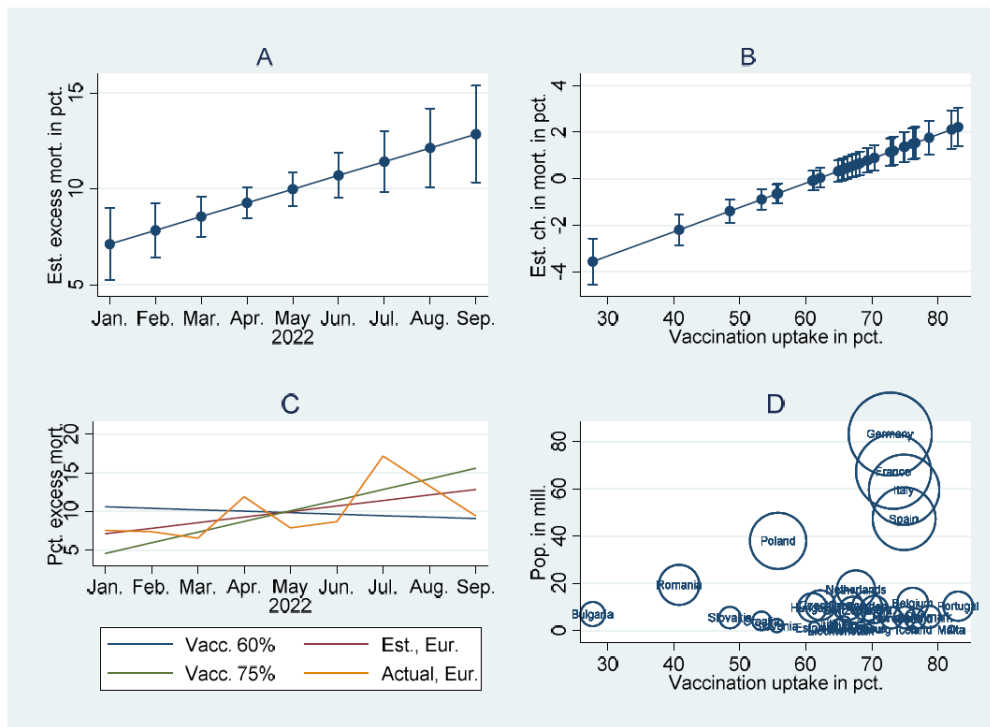 A
Est. excess mort. in pct.
15
10
5
Jan. Feb. Mar. Apr. May Jun. Jul. Aug. Sep.
2022
B
Est. ch. in mort. in pct.
4
2
0
-2
-4
30 40 50 60 70 80
Vaccination uptake in pct.
C
Pct. excess mort.
20
15
10
5
Jan. Feb. Mar. Apr. May Jun. Jul. Aug. Sep.
2022
Vacc. 60% Est., Eur.
Vacc. 75% Actual, Eur.
D
Pop. in mill.
80
60
40
20
0
Germany
France
Italy
Spain
Poland
Romania
Netherlands
Belgium
Portugal
Bulgaria
Slovakia
Iceland
Malta
30 40 50 60 70 80
Vaccination uptake in pct.